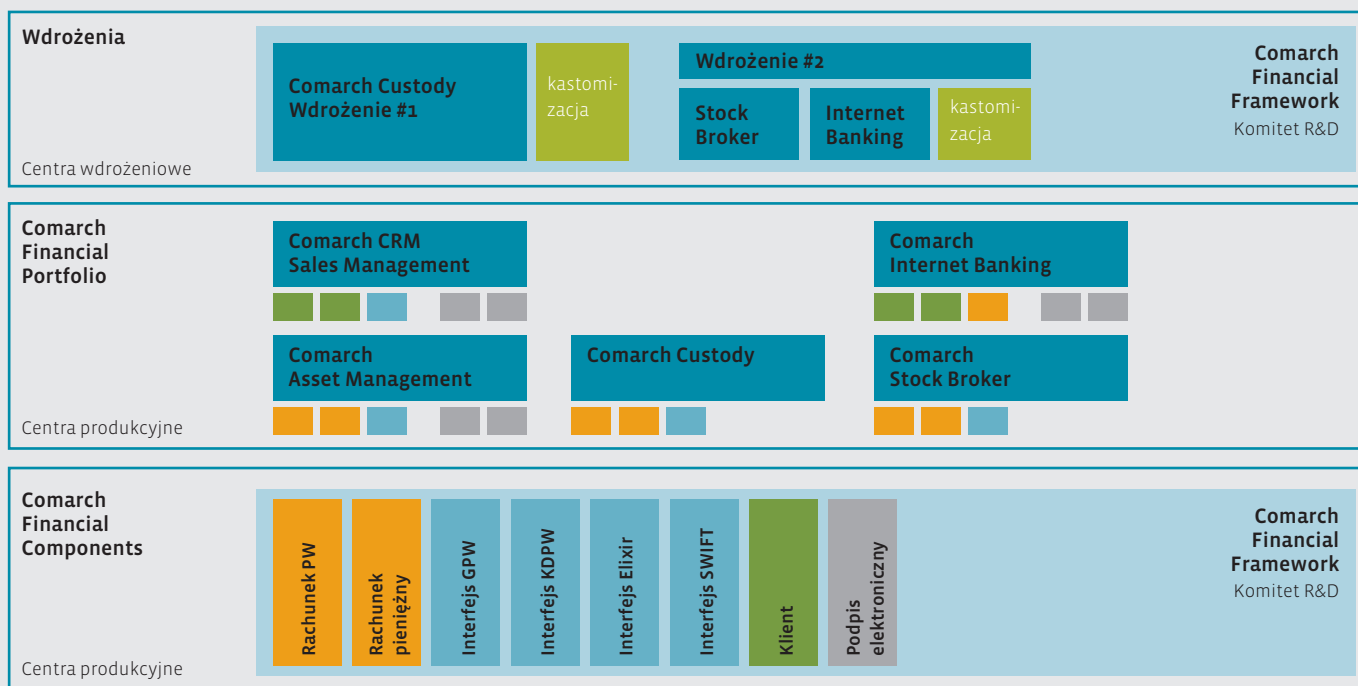 Wdrożenia
Comarch Custody
Wdrożenie #1
kastomi-
zacja
Wdrożenie #2
Stock
Broker
Internet
Banking
kastomi-
zacja
Comarch
Financial
Framework
Komitet R&D
Centra wdrożeniowe
Comarch
Financial
Portfolio
Comarch CRM
Sales Management
Comarch
Internet Banking
Comarch
Asset Management
Comarch Custody
Comarch
Stock Broker
Centra produkcyjne
Comarch
Financial
Components
Rachunek PW
Rachunek
pieniężny
Interfejs GPW
Interfejs KDPW
Interfejs Elixir
Interfejs SWIFT
Klient
Podpis
elektroniczny
Comarch
Financial
Framework
Komitet R&D
Centra produkcyjne